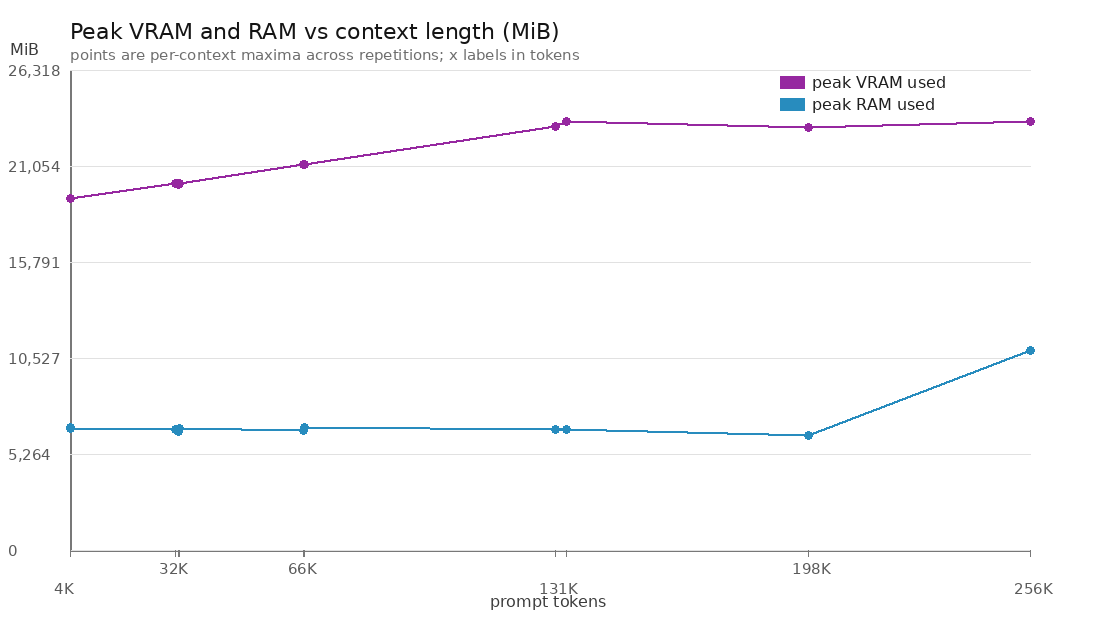 Peak VRAM and RAM vs context length (MiB)
MiB
points are per-context maxima across repetitions; x labels in tokens
26,318
peak VRAM used
peak RAM used
21,054
15,791
10,527
5,264
0
32K
66K
198K
4K
131K
256K
prompt tokens